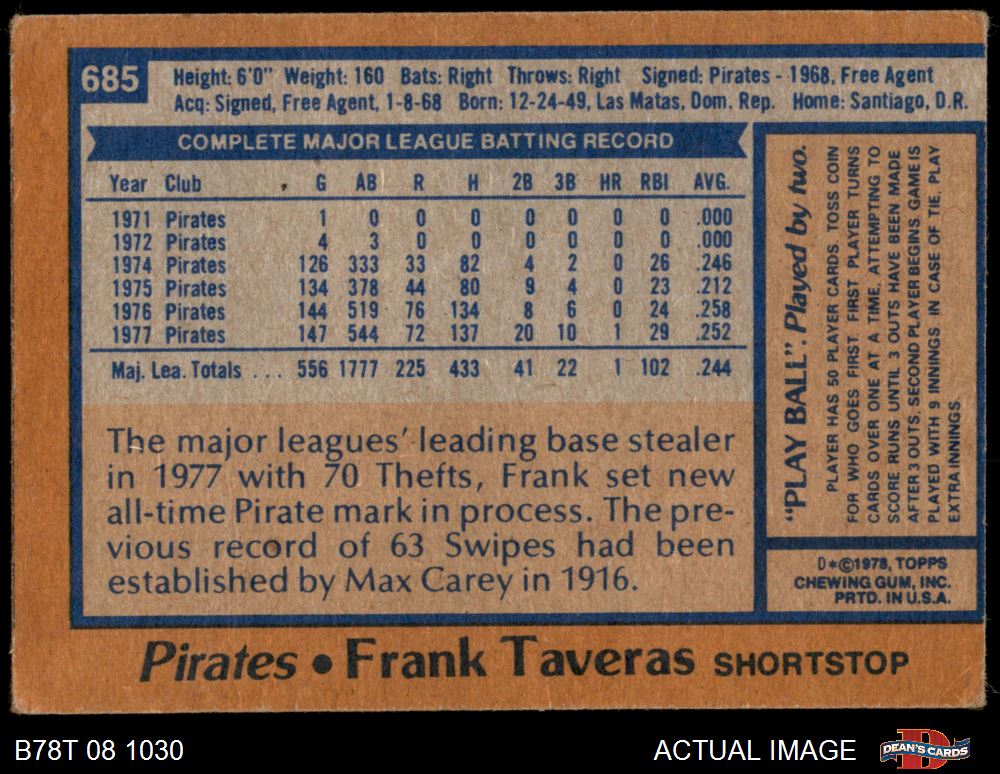 685
Height: 6'0" Weight: 160 Bats: Right Throws: Right Signed: Pirates - 1968, Free Agent
Acq: Signed, Free Agent, 1-8-68 Born: 12-24-49, Las Matas, Dom. Rep. Home: Santiago, D.R.
COMPLETE MAJOR LEAGUE BATTING RECORD
Year Club G AB R H 2B 3B HR RBI AVG.
1971 Pirates 1 0 0 0 0 0 0 0 .000
1972 Pirates 4 3 0 0 0 0 0 0 .000
1974 Pirates 126 333 33 82 4 2 0 26 .246
1975 Pirates 134 378 44 80 9 4 0 23 .212
1976 Pirates 144 519 76 134 8 6 0 24 .258
1977 Pirates 147 544 72 137 20 10 1 29 .252
Maj. Lea. Totals ... 556 1777 225 433 41 22 1 102 .244
The major leagues' leading base stealer
in 1977 with 70 Thefts, Frank set new
all-time Pirate mark in process. The pre-
vious record of 63 Swipes had been
established by Max Carey in 1916.
"PLAY BALL". Played by two.
PLAYER HAS 50 PLAYER CARDS. TOSS COIN
FOR WHO GOES FIRST. FIRST PLAYER TURNS
CARDS OVER ONE AT A TIME, ATTEMPTING TO
SCORE RUNS UNTIL 3 OUTS HAVE BEEN MADE.
AFTER 3 OUTS, SECOND PLAYER BEGINS. GAME IS
PLAYED WITH 9 INNINGS. IN CASE OF TIE, PLAY
EXTRA INNINGS.
D*©1978, TOPPS
CHEWING GUM, INC.
PRTD. IN U.S.A.
Pirates • Frank Taveras SHORTSTOP
B78T 08 1030
ACTUAL IMAGE
DEAN'S CARDS